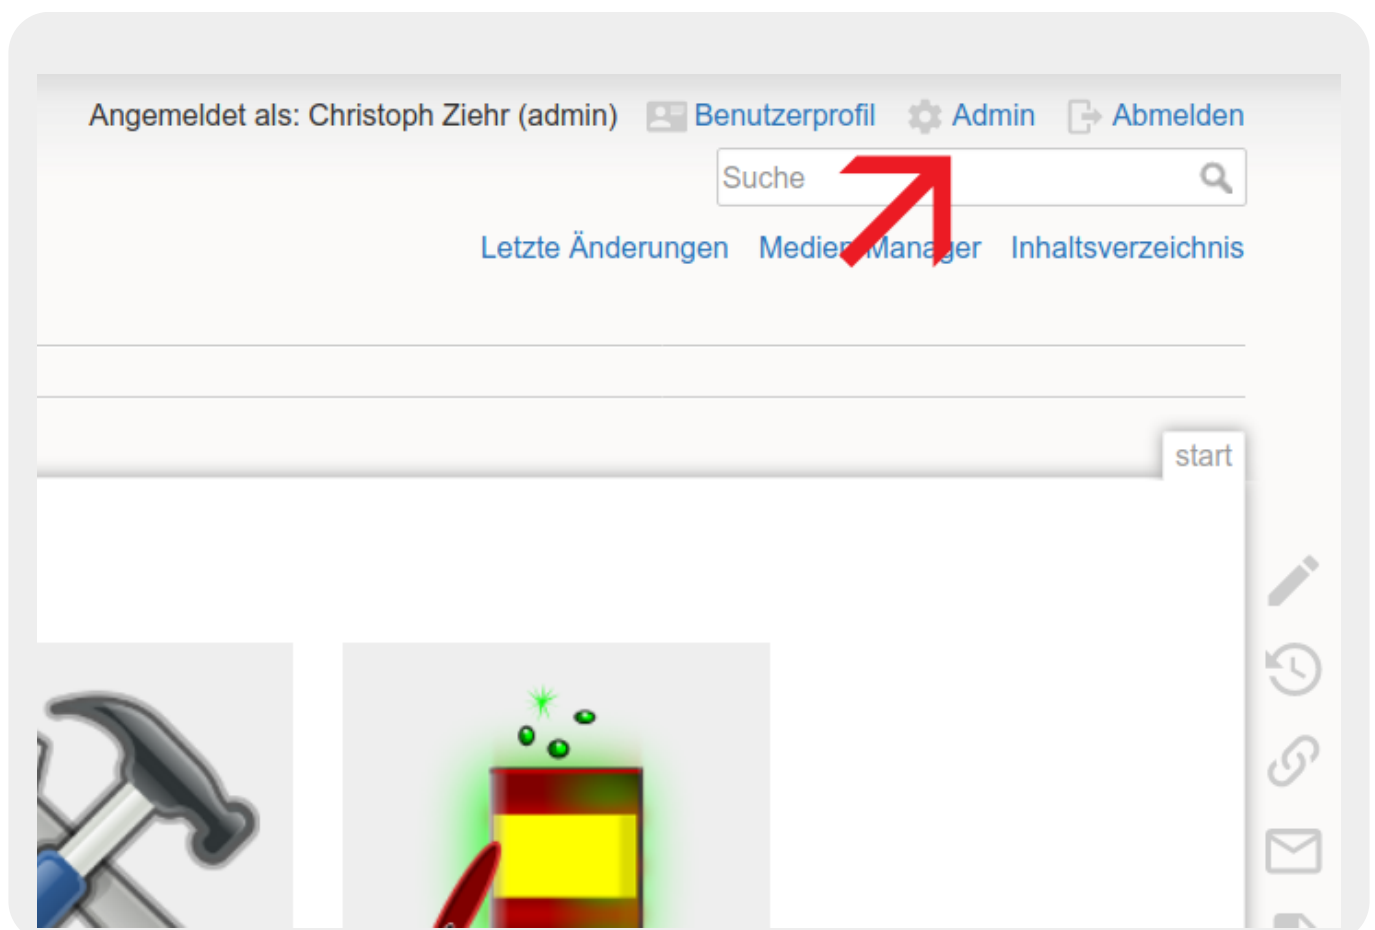 Angemeldet als: Christoph Ziehr (admin) Benutzerprofil Admin Abmelden
Suche
Letzte Änderungen Medien-Manager Inhaltsverzeichnis
start